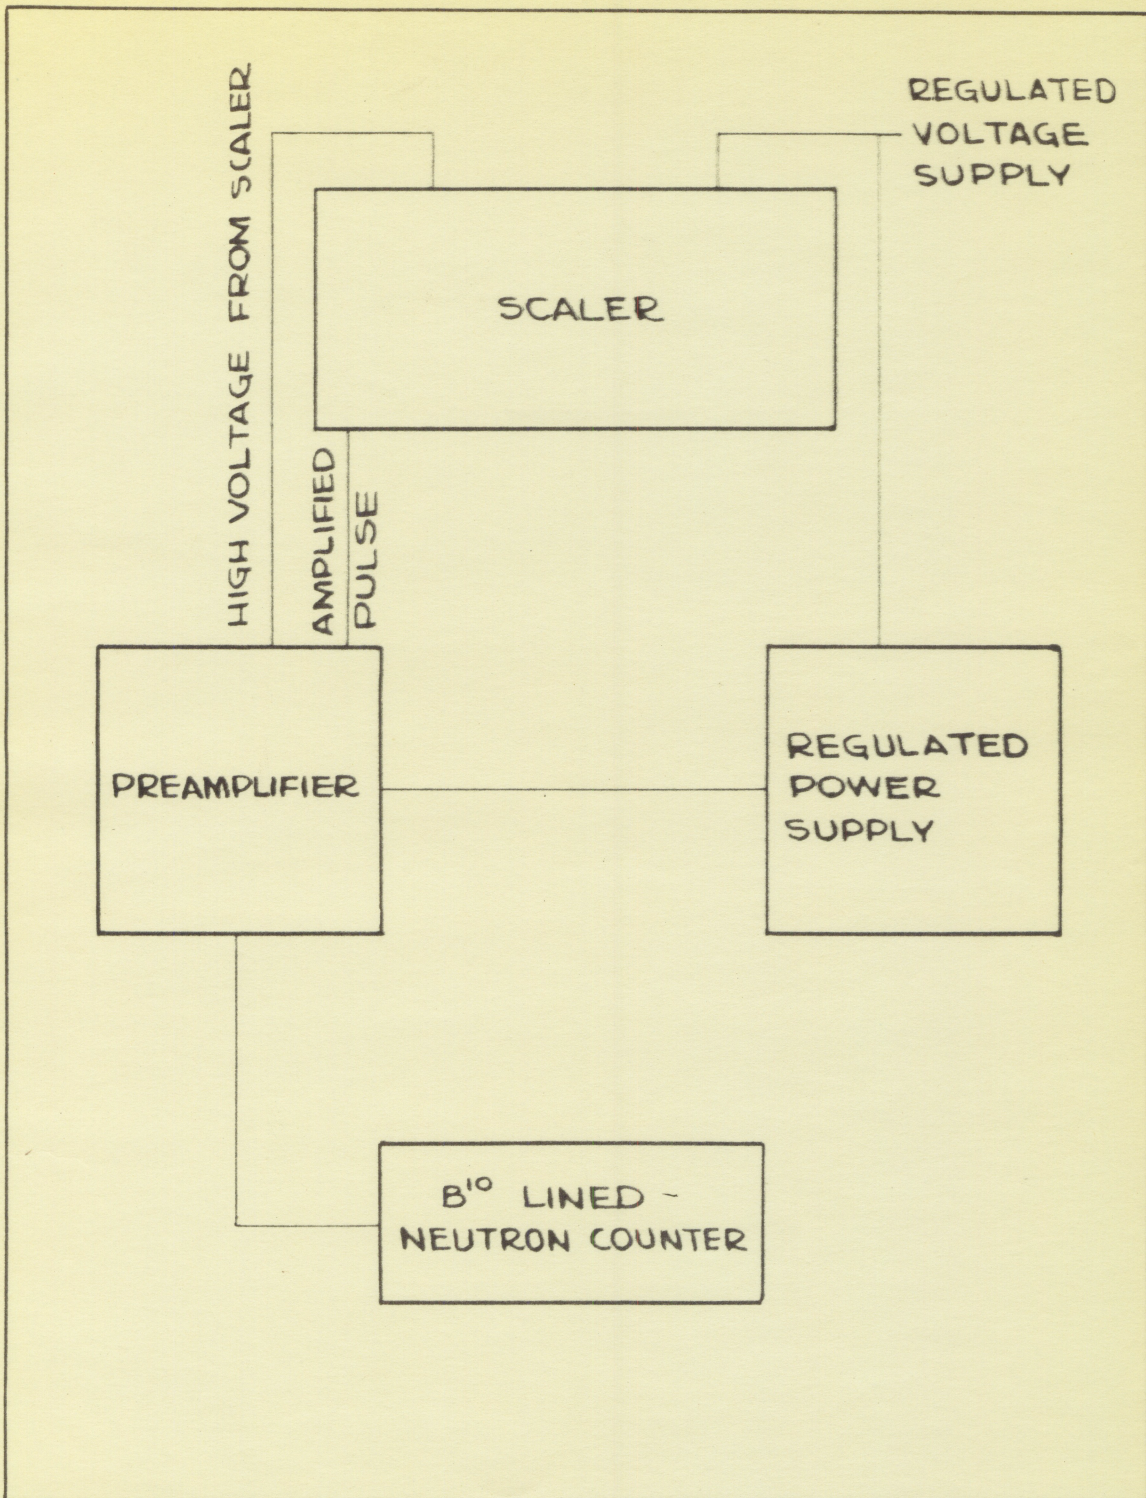 REGULATED
VOLTAGE
SUPPLY
HIGH VOLTAGE FROM SCALER
SCALER
AMPLIFIED
PULSE
PREAMPLIFIER
REGULATED
POWER
SUPPLY
B¹⁰ LINED -
NEUTRON COUNTER